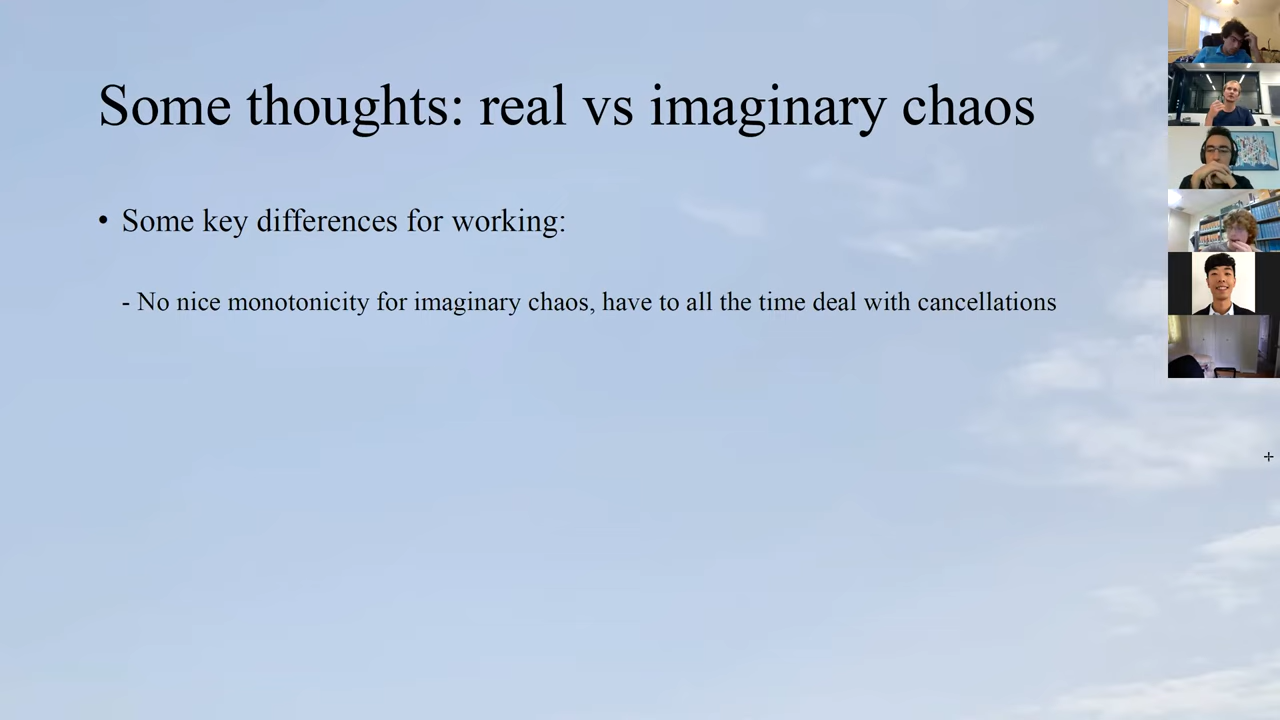 Some thoughts: real vs imaginary chaos
• Some key differences for working:
- No nice monotonicity for imaginary chaos, have to all the time deal with cancellations